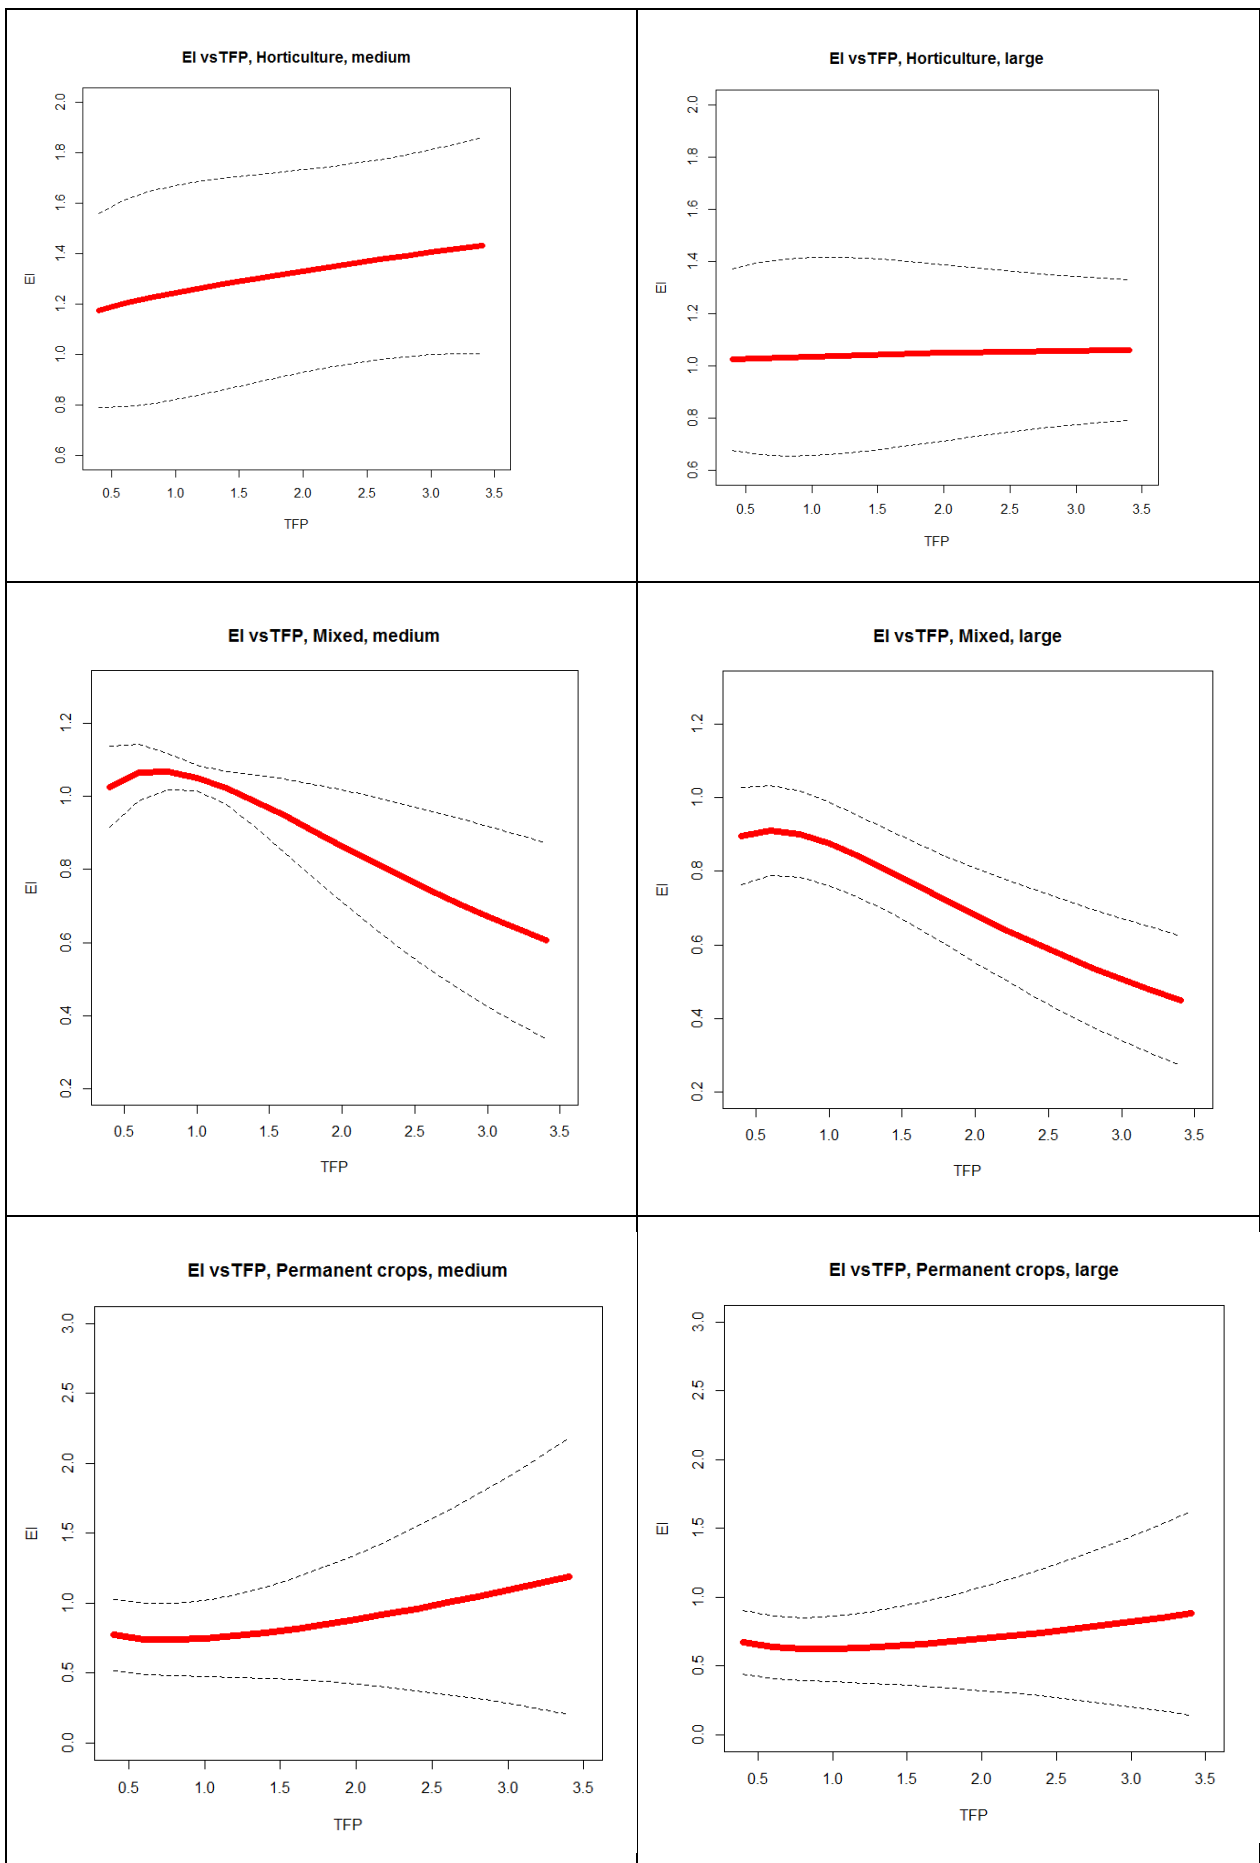 EI vsTFP, Horticulture, medium
2.0
1.8
1.6
1.4
1.2
1.0
0.8
0.6
EI
0.5 1.0 1.5 2.0 2.5 3.0 3.5
TFP
EI vsTFP, Horticulture, large
2.0
1.8
1.6
1.4
1.2
1.0
0.8
0.6
EI
0.5 1.0 1.5 2.0 2.5 3.0 3.5
TFP
EI vsTFP, Mixed, medium
1.2
1.0
0.8
0.6
0.4
0.2
EI
0.5 1.0 1.5 2.0 2.5 3.0 3.5
TFP
EI vsTFP, Mixed, large
1.2
1.0
0.8
0.6
0.4
0.2
EI
0.5 1.0 1.5 2.0 2.5 3.0 3.5
TFP
EI vsTFP, Permanent crops, medium
3.0
2.5
2.0
1.5
1.0
0.5
0.0
EI
0.5 1.0 1.5 2.0 2.5 3.0 3.5
TFP
EI vsTFP, Permanent crops, large
3.0
2.5
2.0
1.5
1.0
0.5
0.0
EI
0.5 1.0 1.5 2.0 2.5 3.0 3.5
TFP